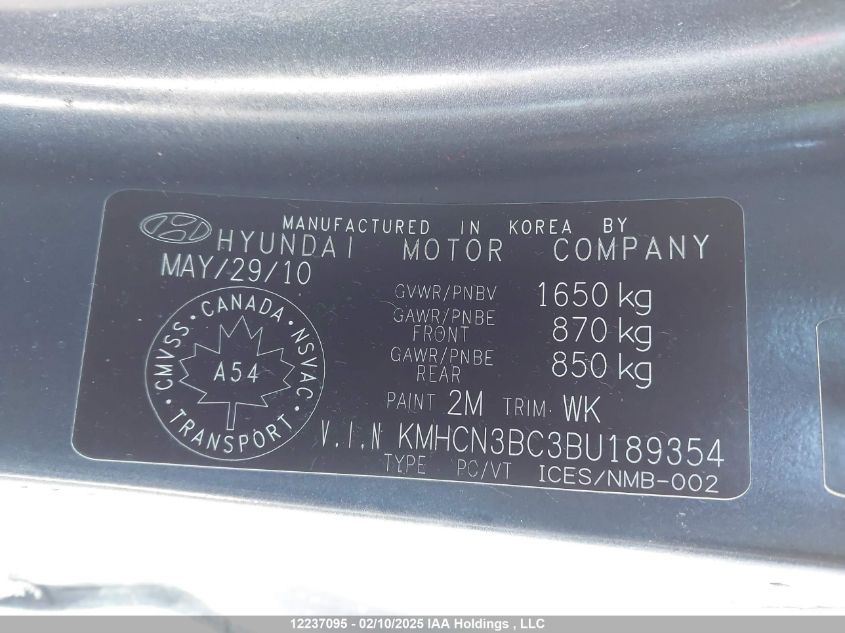 MANUFACTURED IN KOREA BY
HYUNDAI MOTOR COMPANY
MAY/29/10
GVWR/PNBV 1650 kg
GAWR/PNBE FRONT 870 kg
GAWR/PNBE REAR 850 kg
PAINT 2M TRIM WK
V.I.N KMHCN3BC3BU189354
TYPE PC/VT ICES/NMB-002
CMVSS · CANADA · NSVAC · TRANSPORT ·
A54
12237095 - 02/10/2025 IAA Holdings , LLC